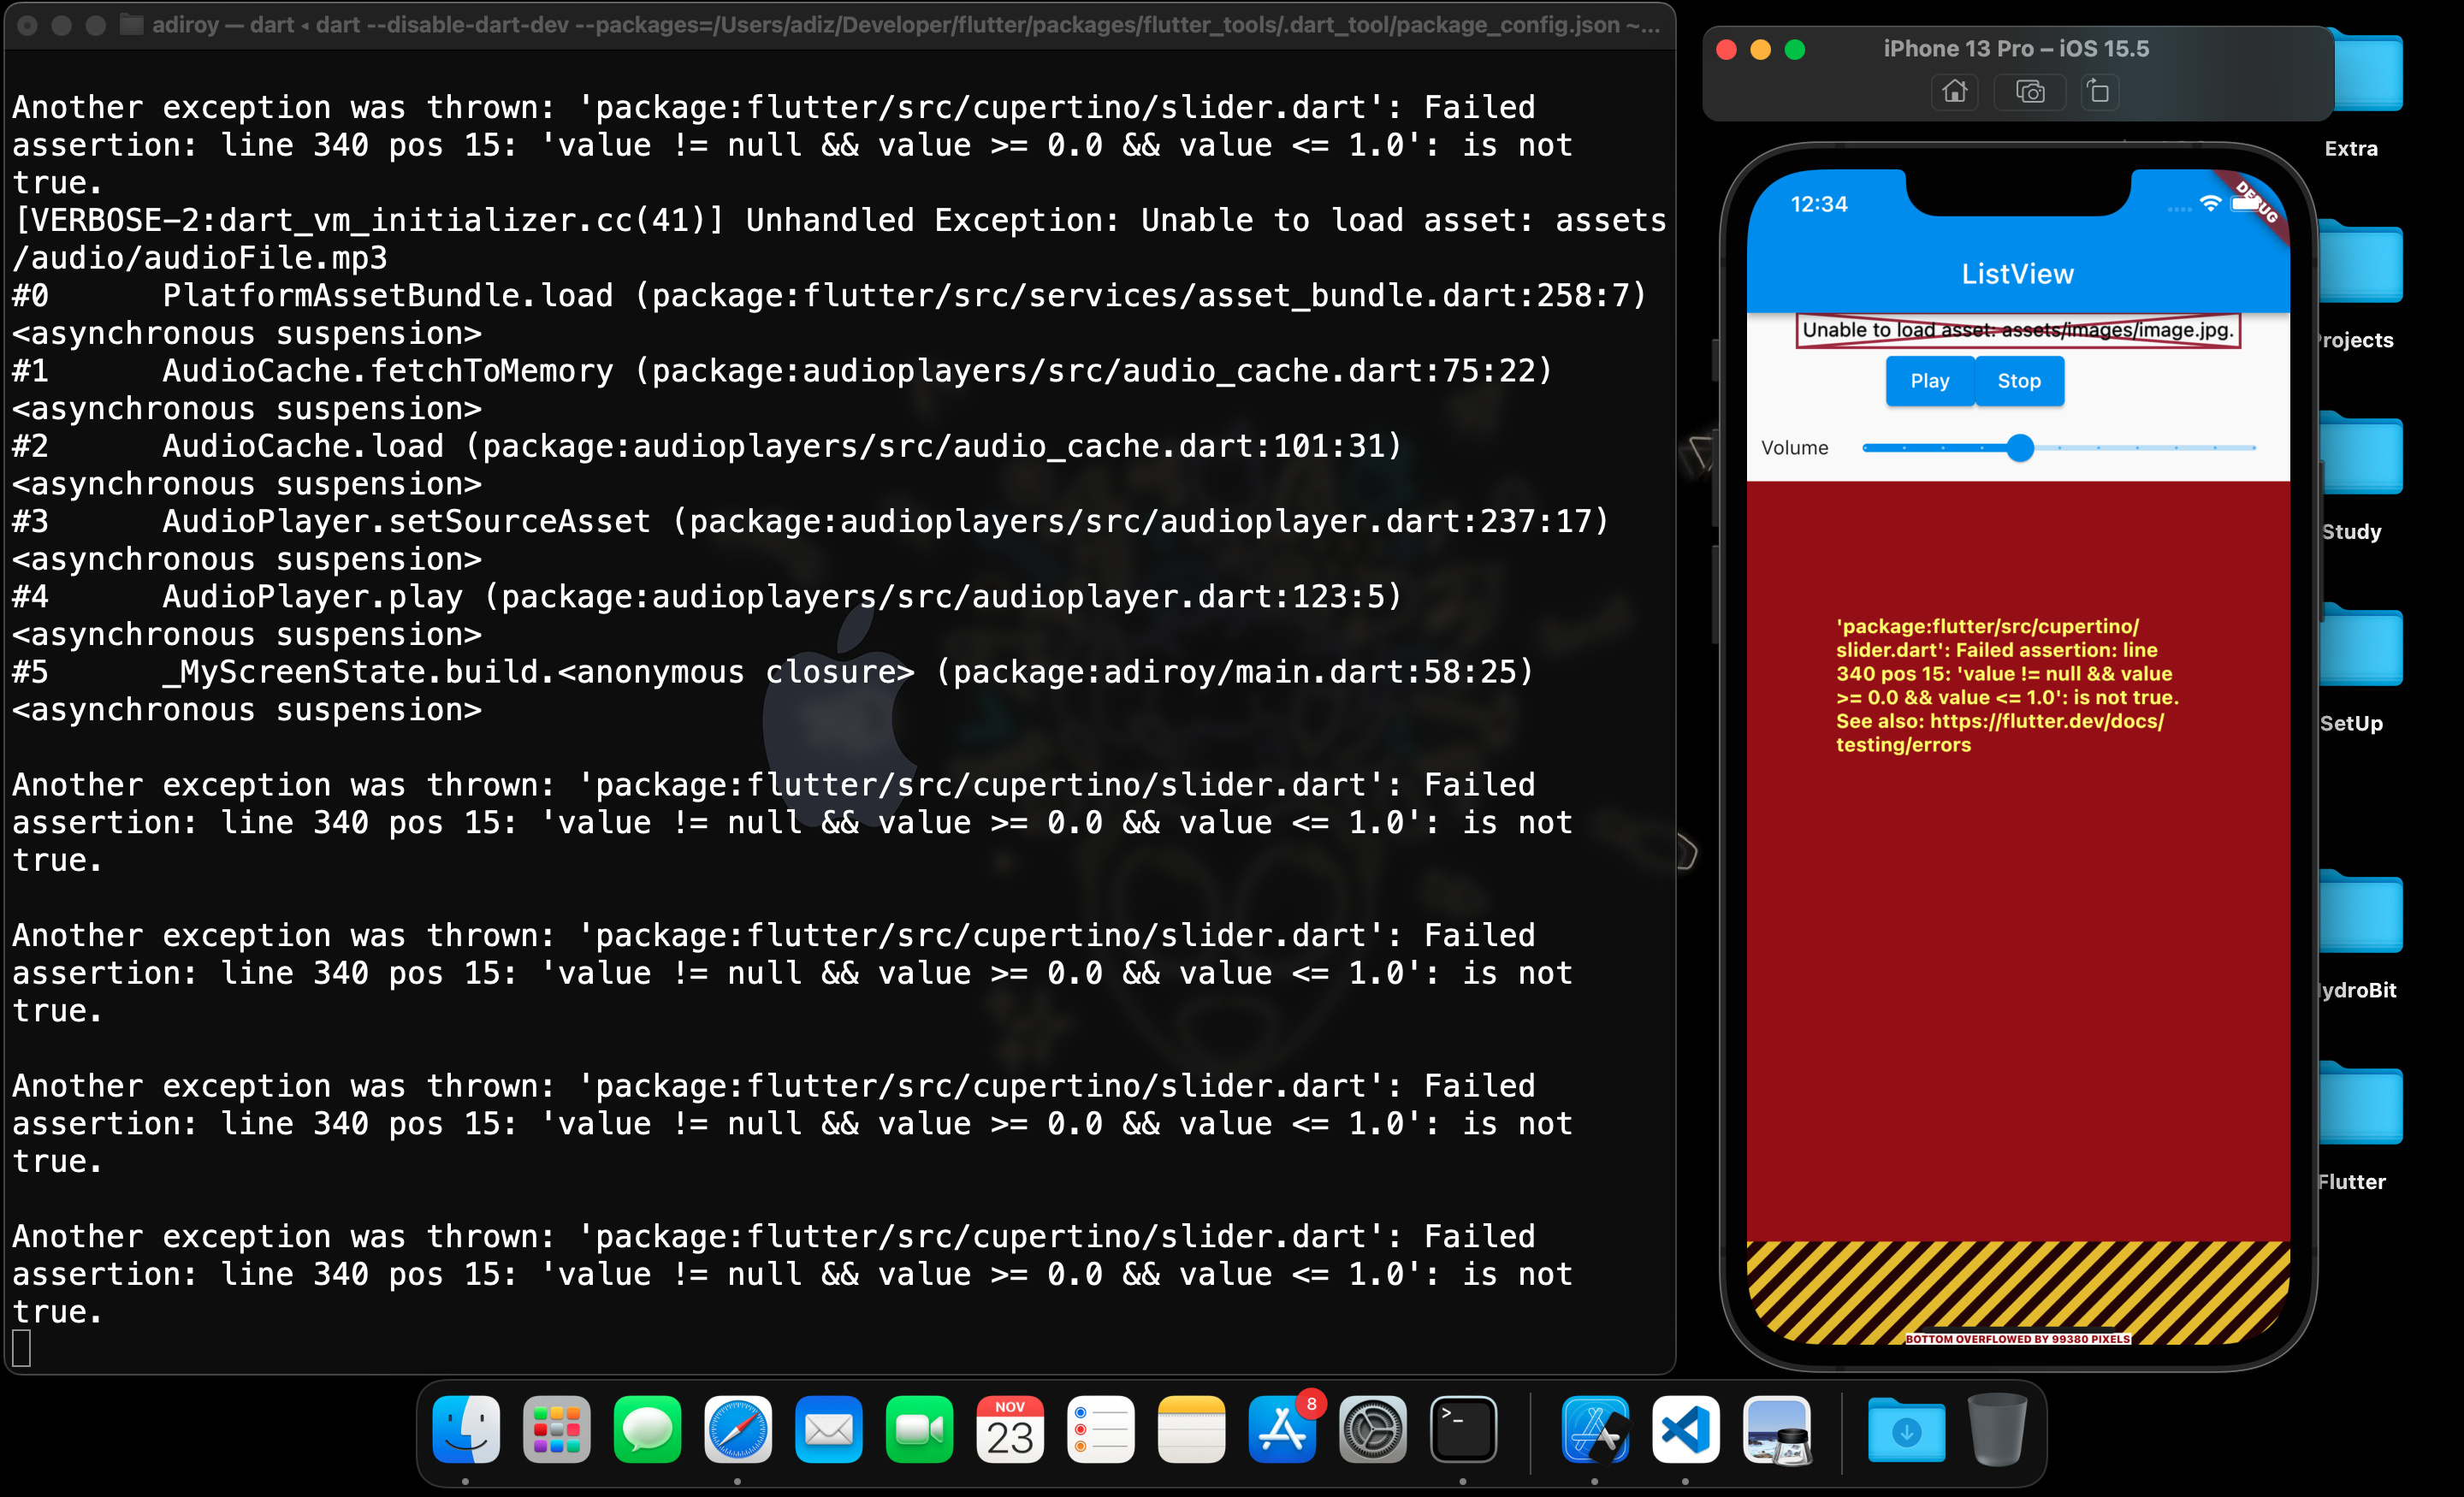 adiroy — dart ◂ dart --disable-dart-dev --packages=/Users/adiz/Developer/flutter/packages/flutter_tools/.dart_tool/package_config.json ~...
Another exception was thrown: 'package:flutter/src/cupertino/slider.dart': Failed
assertion: line 340 pos 15: 'value != null && value >= 0.0 && value <= 1.0': is not
true.
[VERBOSE-2:dart_vm_initializer.cc(41)] Unhandled Exception: Unable to load asset: assets
/audio/audioFile.mp3
#0      PlatformAssetBundle.load (package:flutter/src/services/asset_bundle.dart:258:7)
<asynchronous suspension>
#1      AudioCache.fetchToMemory (package:audioplayers/src/audio_cache.dart:75:22)
<asynchronous suspension>
#2      AudioCache.load (package:audioplayers/src/audio_cache.dart:101:31)
<asynchronous suspension>
#3      AudioPlayer.setSourceAsset (package:audioplayers/src/audioplayer.dart:237:17)
<asynchronous suspension>
#4      AudioPlayer.play (package:audioplayers/src/audioplayer.dart:123:5)
<asynchronous suspension>
#5      _MyScreenState.build.<anonymous closure> (package:adiroy/main.dart:58:25)
<asynchronous suspension>
Another exception was thrown: 'package:flutter/src/cupertino/slider.dart': Failed
assertion: line 340 pos 15: 'value != null && value >= 0.0 && value <= 1.0': is not
true.
Another exception was thrown: 'package:flutter/src/cupertino/slider.dart': Failed
assertion: line 340 pos 15: 'value != null && value >= 0.0 && value <= 1.0': is not
true.
Another exception was thrown: 'package:flutter/src/cupertino/slider.dart': Failed
assertion: line 340 pos 15: 'value != null && value >= 0.0 && value <= 1.0': is not
true.
Another exception was thrown: 'package:flutter/src/cupertino/slider.dart': Failed
assertion: line 340 pos 15: 'value != null && value >= 0.0 && value <= 1.0': is not
true.
iPhone 13 Pro – iOS 15.5
12:34
DEBUG
ListView
Unable to load asset: assets/images/image.jpg.
Play Stop
Volume
'package:flutter/src/cupertino/
slider.dart': Failed assertion: line
340 pos 15: 'value != null && value
>= 0.0 && value <= 1.0': is not true.
See also: https://flutter.dev/docs/
testing/errors
BOTTOM OVERFLOWED BY 99380 PIXELS
Extra
rojects
Study
SetUp
ydroBit
Flutter
NOV
23
8
>_